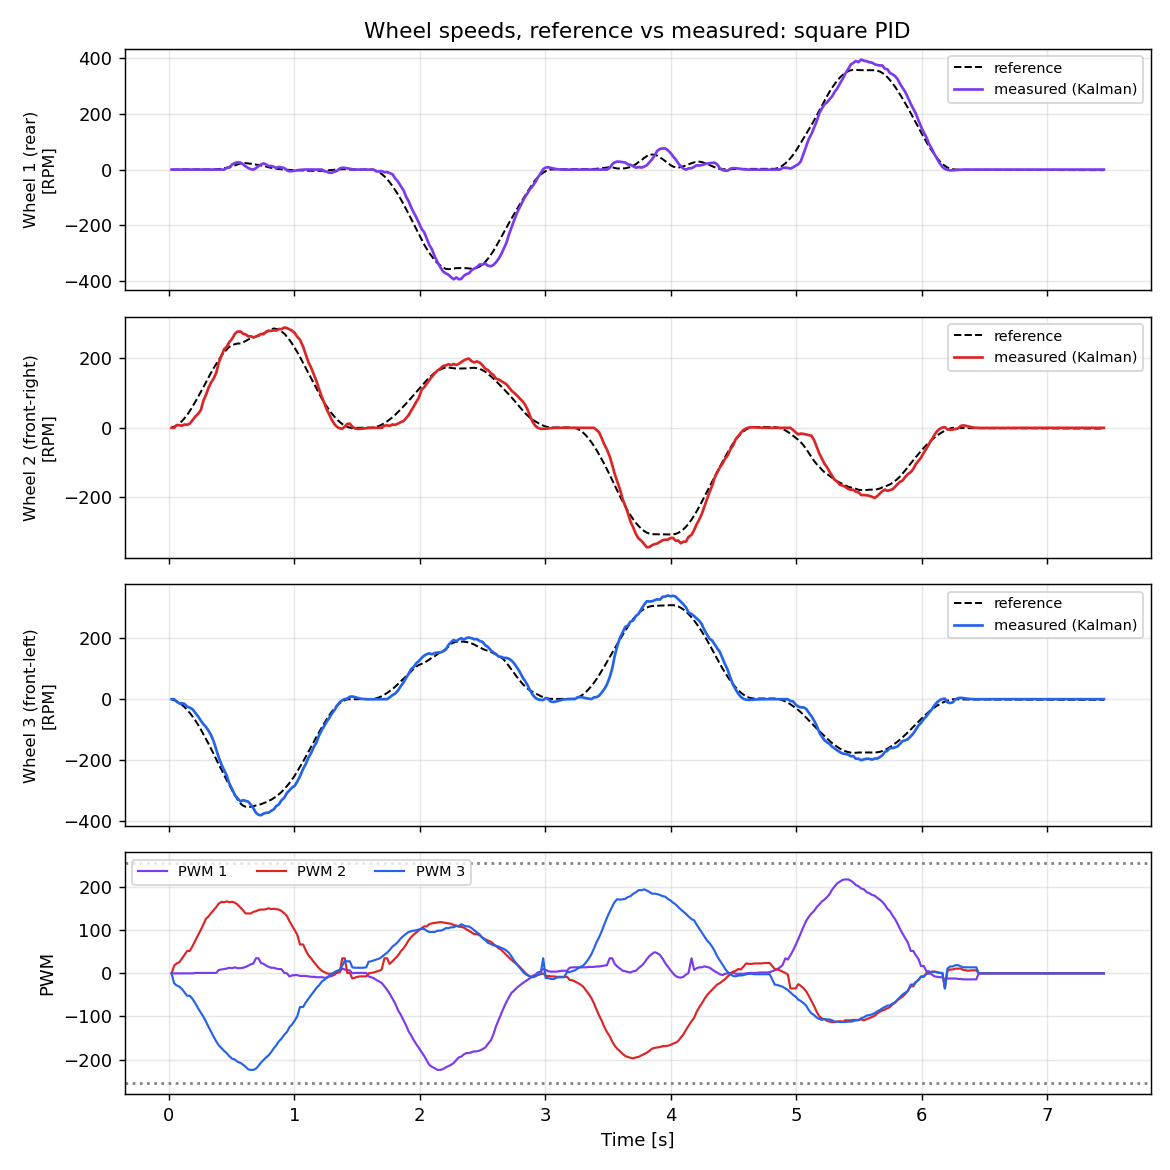 Wheel speeds, reference vs measured: square PID
Wheel 1 (rear)
[RPM]
400
200
0
−200
−400
reference
measured (Kalman)
Wheel 2 (front-right)
[RPM]
200
0
−200
reference
measured (Kalman)
Wheel 3 (front-left)
[RPM]
200
0
−200
−400
reference
measured (Kalman)
PWM
200
100
0
−100
−200
PWM 1 PWM 2 PWM 3
0 1 2 3 4 5 6 7
Time [s]